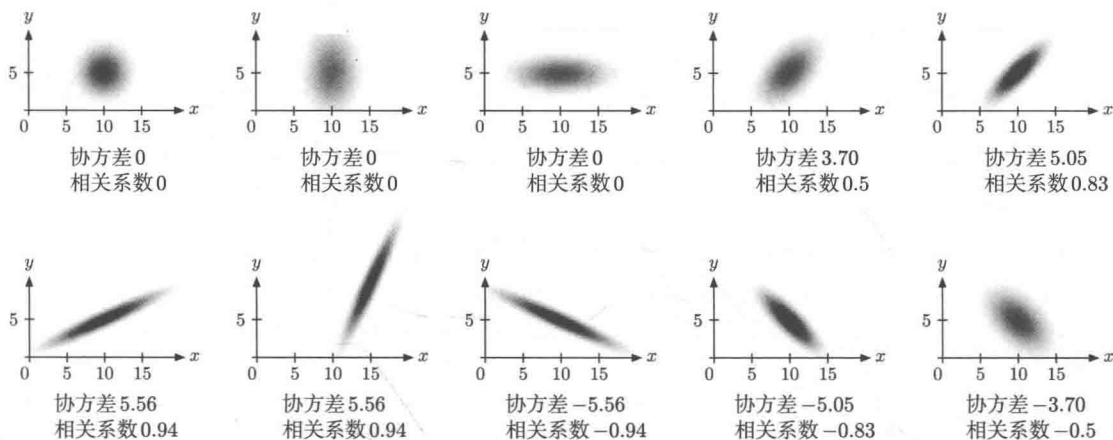 y y y y y
5 5 5 5 5
0 5 10 15 x 0 5 10 15 x 0 5 10 15 x 0 5 10 15 x 0 5 10 15 x
协方差0 协方差0 协方差0 协方差3.70 协方差5.05
相关系数0 相关系数0 相关系数0 相关系数0.5 相关系数0.83
y y y y y
5 5 5 5 5
0 5 10 15 x 0 5 10 15 x 0 5 10 15 x 0 5 10 15 x 0 5 10 15 x
协方差5.56 协方差5.56 协方差−5.56 协方差−5.05 协方差−3.70
相关系数0.94 相关系数0.94 相关系数−0.94 相关系数−0.83 相关系数−0.5